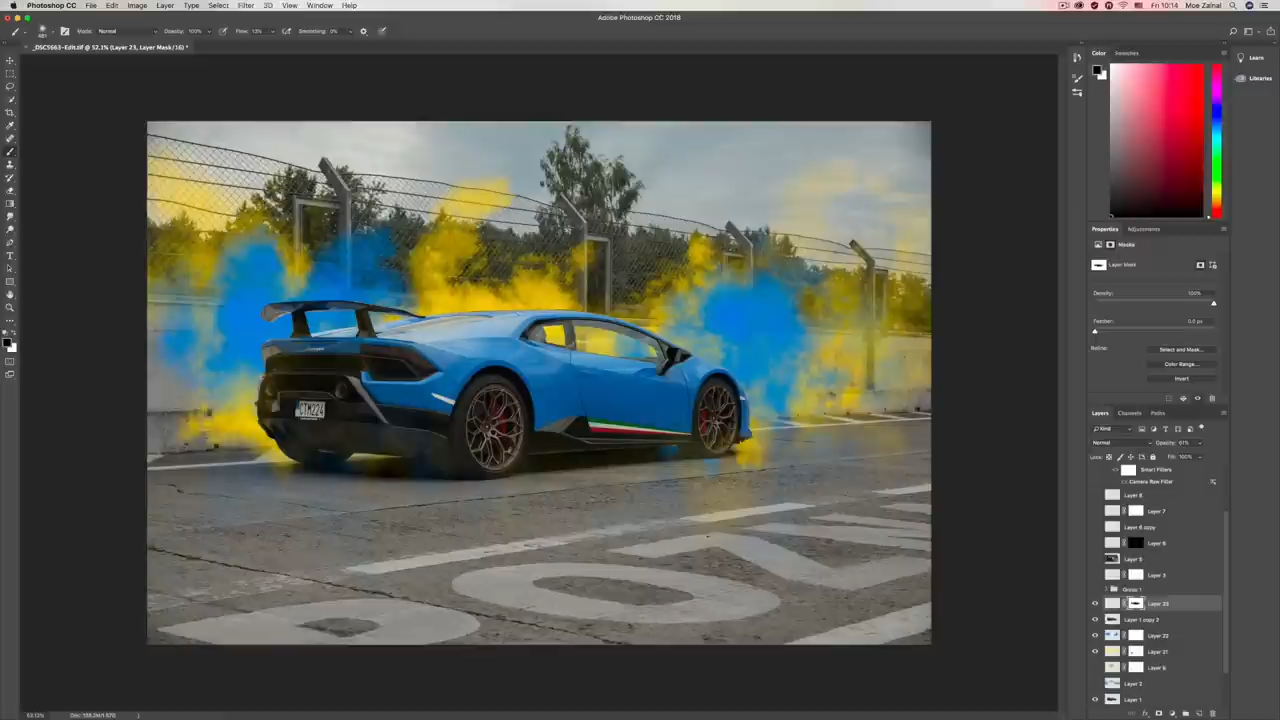 Photoshop CC File Edit Image Layer Type Select Filter 3D View Window Help Fri 10:14 Moe Zainal
Adobe Photoshop CC 2018
Mode: Normal Opacity: 100% Flow: 13% Smoothing: 0%
_DSC5663-Edit.tif @ 52.1% (Layer 23, Layer Mask/16) *
Color Swatches
Learn
Libraries
Properties Adjustments
Masks
Layer Mask
Density: 100%
Feather: 0.0 px
Refine:
Select and Mask...
Color Range...
Invert
Layers Channels Paths
Kind
Normal Opacity: 61%
Lock: Fill: 100%
Smart Filters
Camera Raw Filter
Layer 8
Layer 7
Layer 6 copy
Layer 6
Layer 5
Layer 3
Group 1
Layer 23
Layer 1 copy 2
Layer 22
Layer 21
Layer 2
Layer 1
CTM224